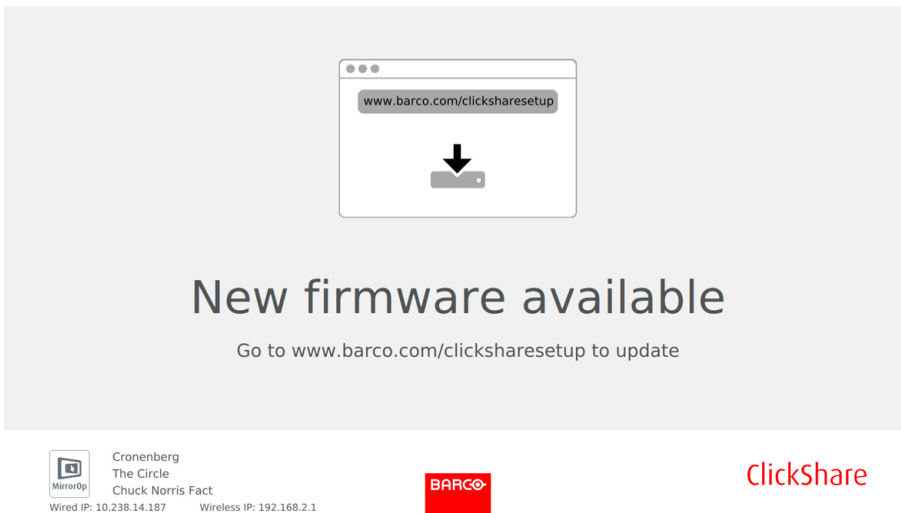 www.barco.com/clicksharesetup
New firmware available
Go to www.barco.com/clicksharesetup to update
MirrorOp
Cronenberg
The Circle
Chuck Norris Fact
Wired IP: 10.238.14.187 Wireless IP: 192.168.2.1
BARCO
ClickShare